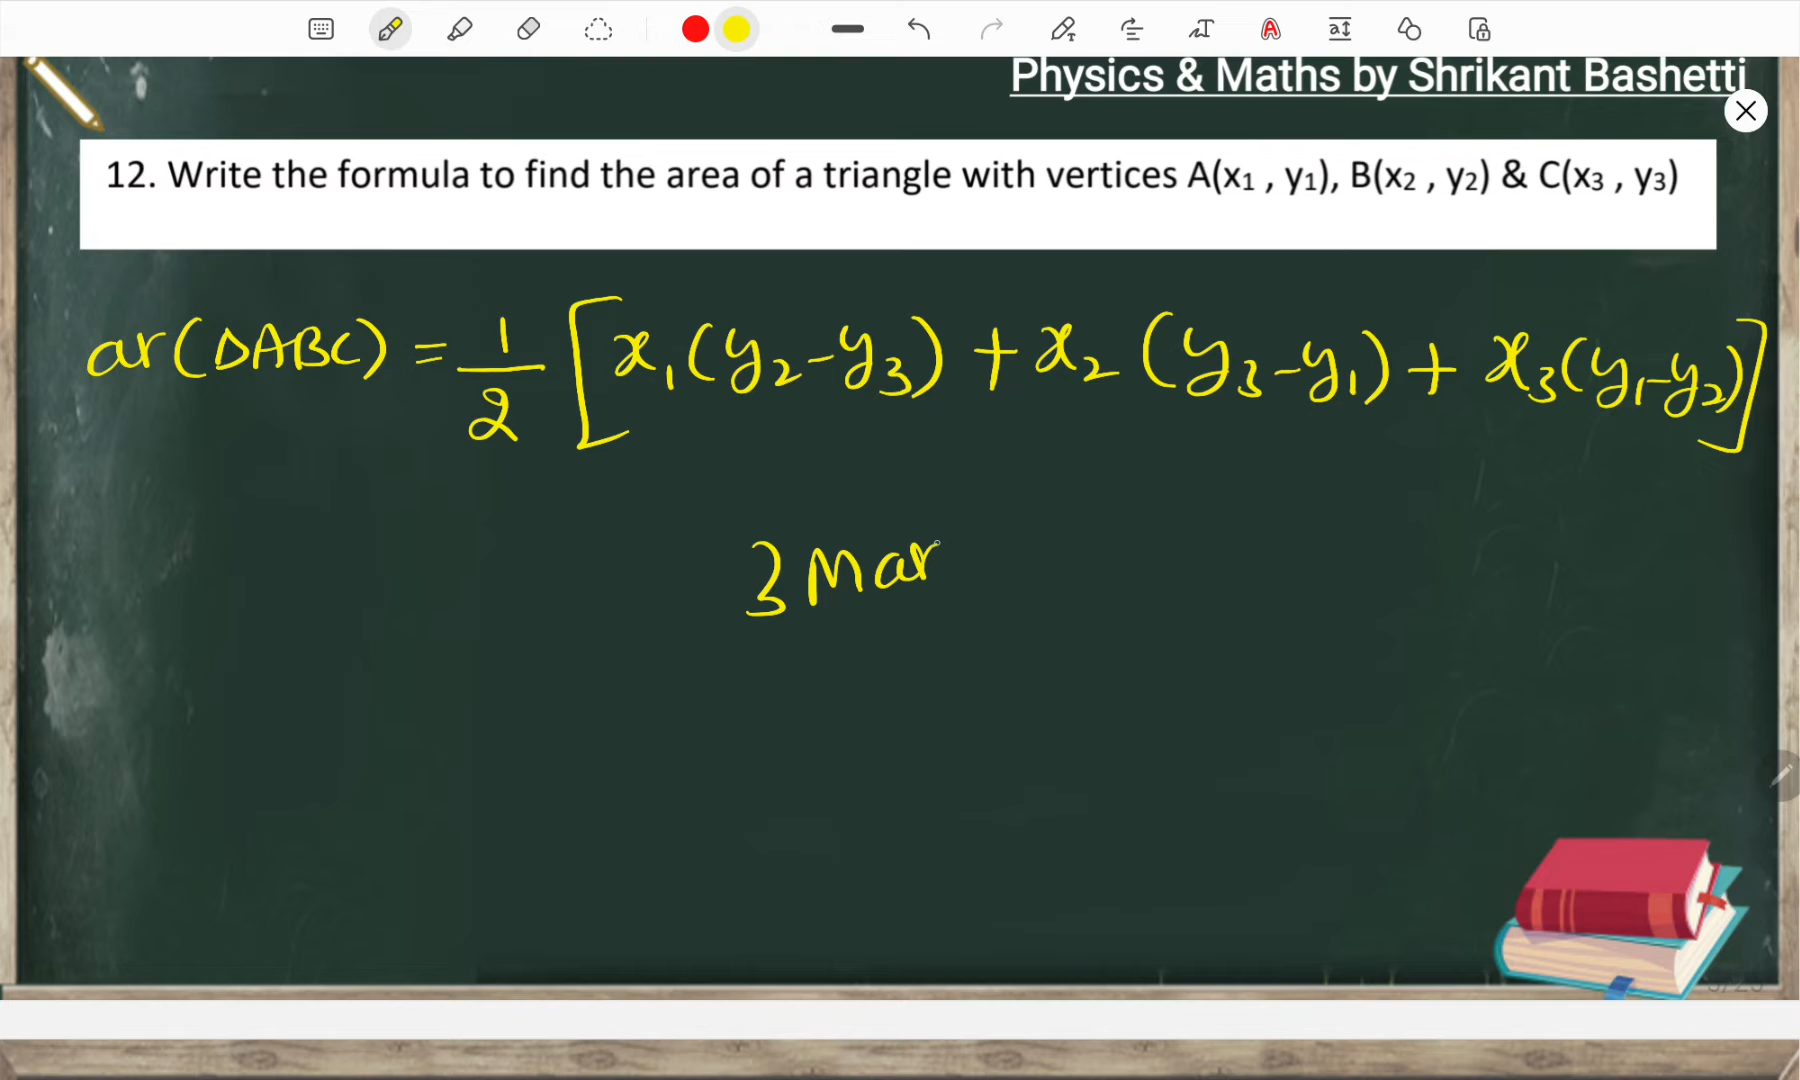 Physics & Maths by Shrikant Bashetti
12. Write the formula to find the area of a triangle with vertices A(x₁ , y₁), B(x₂ , y₂) & C(x₃ , y₃)
ar(ΔABC) = 1/2 [x₁(y₂-y₃) + x₂ (y₃-y₁) + x₃(y₁-y₂)]
3 Mar